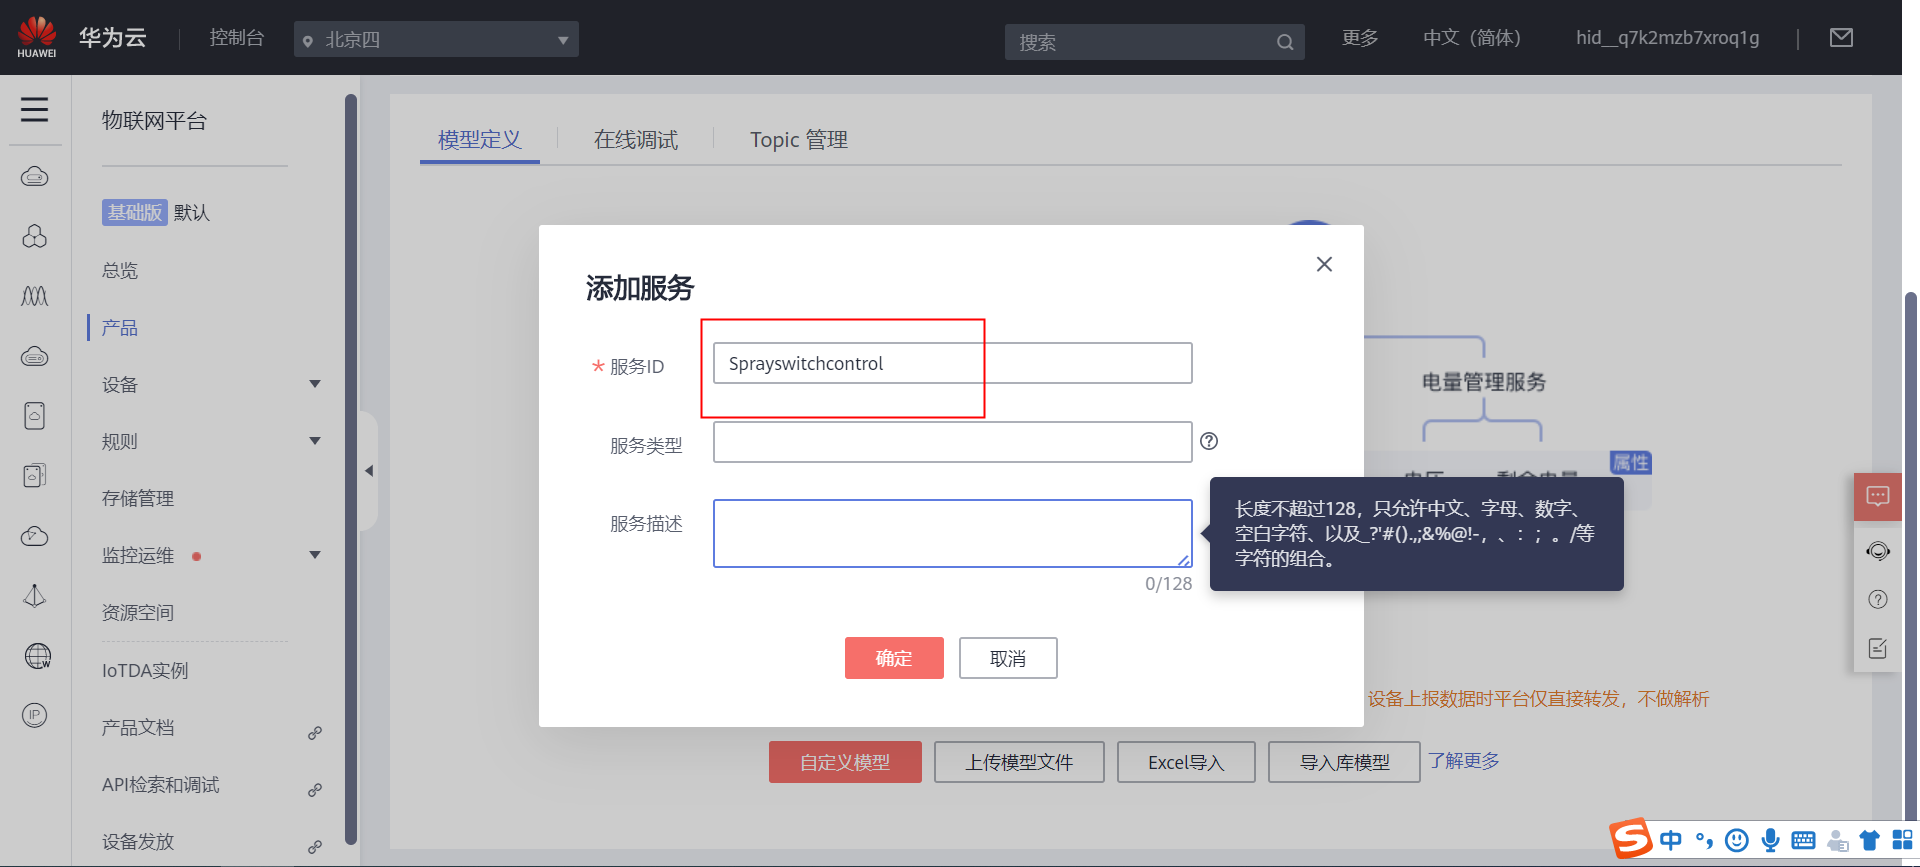 HUAWEI
华为云
控制台
北京四
搜索
更多
中文（简体）
hid__q7k2mzb7xroq1g
物联网平台
基础版 默认
总览
产品
设备
规则
存储管理
监控运维
资源空间
IoTDA实例
产品文档
API检索和调试
设备发放
W
IP
模型定义
在线调试
Topic 管理
添加服务
* 服务ID
Sprayswitchcontrol
服务类型
服务描述
0/128
长度不超过128，只允许中文、字母、数字、
空白字符、以及_?'#().,;&%@!-，、：；。/等
字符的组合。
确定
取消
电量管理服务
属性
设备上报数据时平台仅直接转发，不做解析
自定义模型
上传模型文件
Excel导入
导入库模型
了解更多
S 中